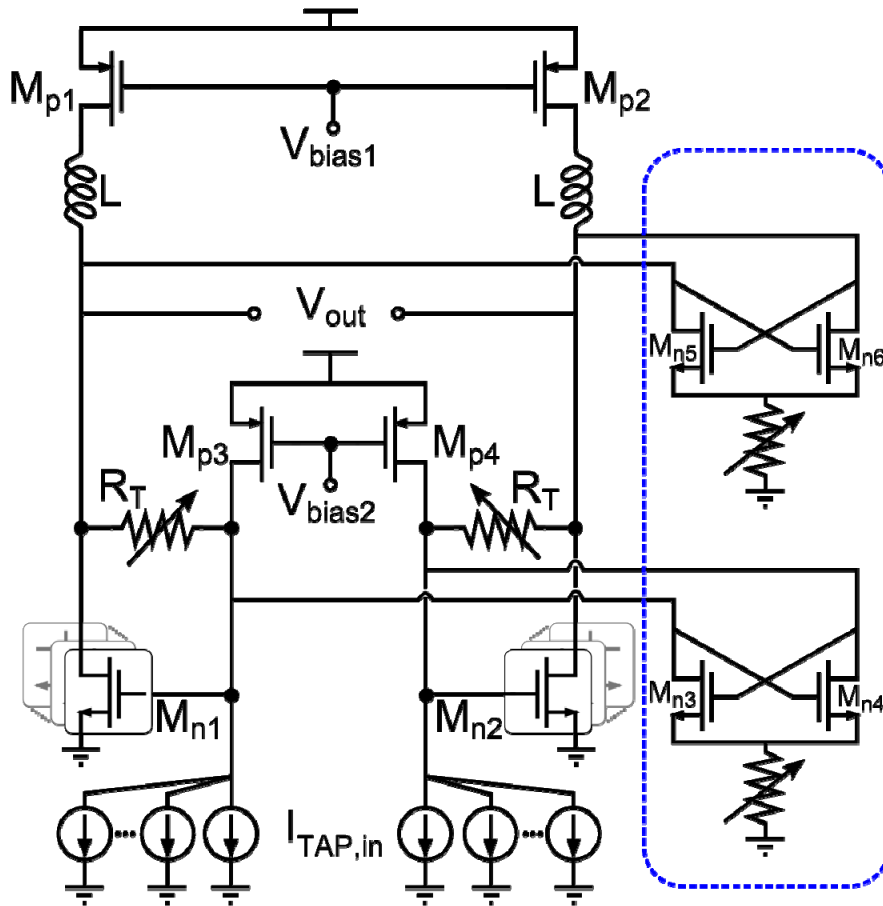 Mp1
Mp2
Vbias1
L
L
Vout
Mn5
Mn6
Mp3
Mp4
RT
RT
Vbias2
Mn3
Mn4
Mn1
Mn2
ITAP,in